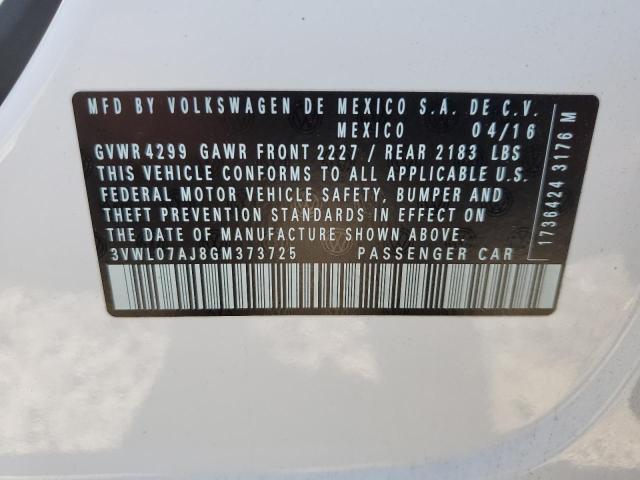 MFD BY VOLKSWAGEN DE MEXICO S.A. DE C.V.
MEXICO 04/16
GVWR 4299 GAWR FRONT 2227 / REAR 2183 LBS
THIS VEHICLE CONFORMS TO ALL APPLICABLE U.S.
FEDERAL MOTOR VEHICLE SAFETY, BUMPER AND
THEFT PREVENTION STANDARDS IN EFFECT ON
THE DATE OF MANUFACTURE SHOWN ABOVE.
3VWL07AJ8GM373725 PASSENGER CAR
1736424 3176 M